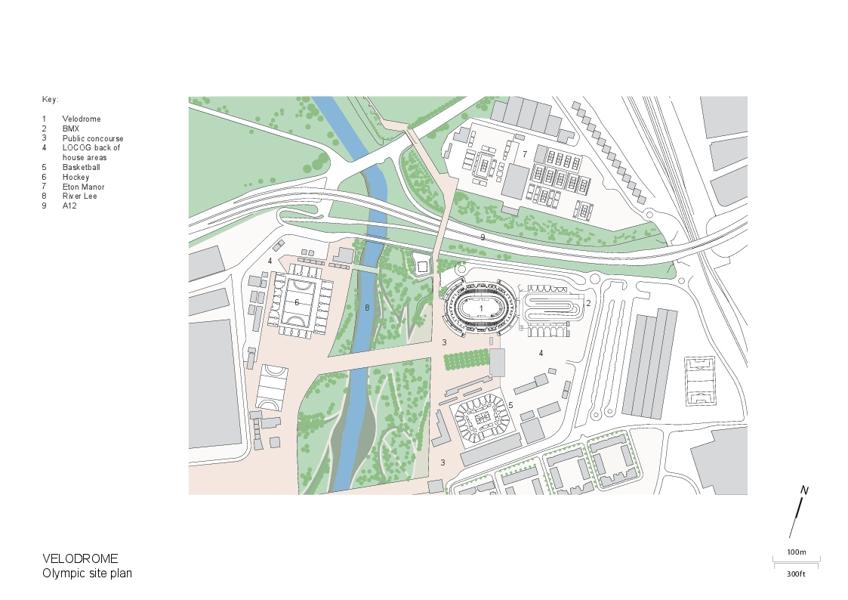 Key:
1 Velodrome
2 BMX
3 Public concourse
4 LOCOG back of
house areas
5 Basketball
6 Hockey
7 Eton Manor
8 River Lee
9 A12
7
9
4
6
8
1
2
3
4
5
3
N
100m
300ft
VELODROME
Olympic site plan